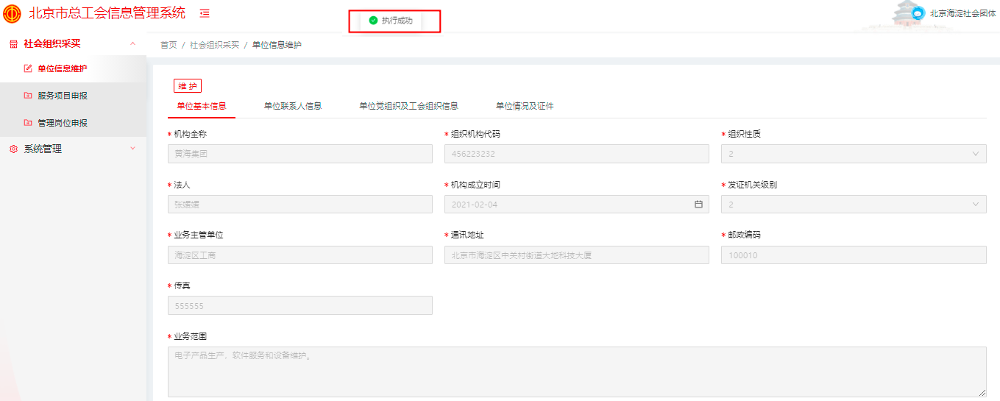 北京市总工会信息管理系统
执行成功
北京海淀社会团体
社会组织采买
首页 / 社会组织采买 / 单位信息维护
单位信息维护
服务项目申报
管理岗位申报
系统管理
维 护
单位基本信息 单位联系人信息 单位党组织及工会组织信息 单位情况及证件
* 机构全称 * 组织机构代码 * 组织性质
黄海集团 456223232 2
* 法人 * 机构成立时间 * 发证机关级别
张媛媛 2021-02-04 2
* 业务主管单位 * 通讯地址 * 邮政编码
海淀区工商 北京市海淀区中关村街道大地科技大厦 100010
* 传真
555555
* 业务范围
电子产品生产，软件服务和设备维护。